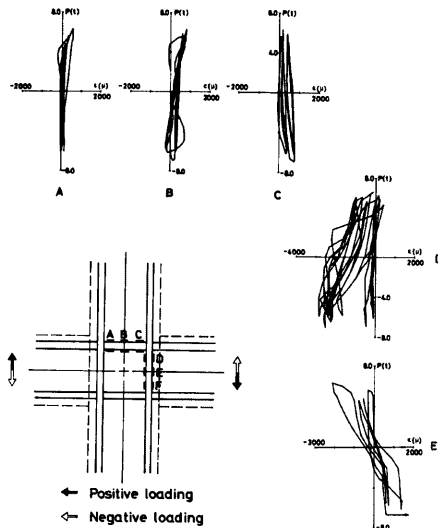 8.0 P(t)
-2000
ε(μ)
2000
-8.0
A
8.0 P(t)
-2000
ε(μ)
2000
-8.0
B
8.0 P(t)
4.0
-2000
ε(μ)
2000
-8.0
C
8.0 P(t)
-4000
ε(μ)
2000
-4.0
-8.0
8.0 P(t)
-3000
ε(μ)
2000
-8.0
E
A B C
D
E
F
Positive loading
Negative loading